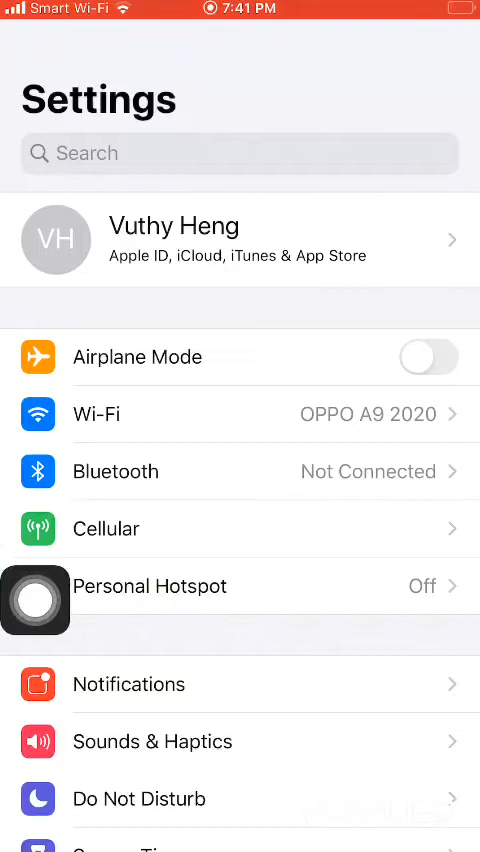 Smart Wi-Fi 7:41 PM
Settings
Search
VH
Vuthy Heng
Apple ID, iCloud, iTunes & App Store
Airplane Mode
Wi-Fi OPPO A9 2020
Bluetooth Not Connected
Cellular
Personal Hotspot Off
Notifications
Sounds & Haptics
Do Not Disturb